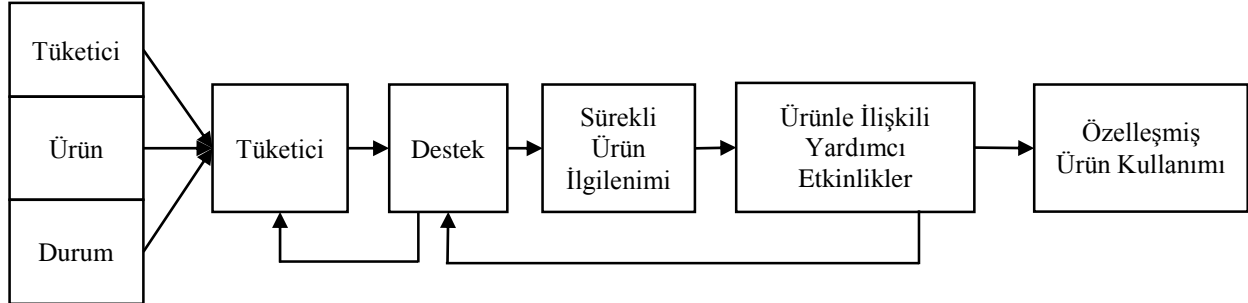 Tüketici
Ürün
Durum
Tüketici
Destek
Sürekli
Ürün
İlgilenimi
Ürünle İlişkili
Yardımcı
Etkinlikler
Özelleşmiş
Ürün Kullanımı